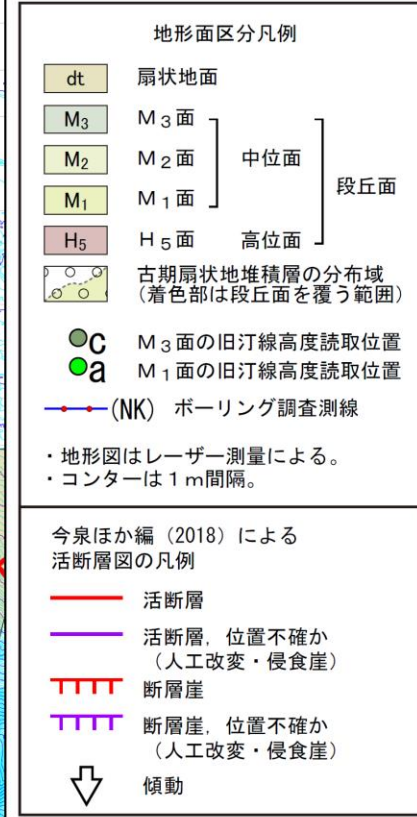 地形面区分凡例
dt 扇状地面
M3 M3面
M2 M2面 中位面
M1 M1面 段丘面
H5 H5面 高位面
古期扇状地堆積層の分布域
(着色部は段丘面を覆う範囲)
c M3面の旧汀線高度読取位置
a M1面の旧汀線高度読取位置
(NK) ボーリング調査測線
・地形図はレーザー測量による。
・コンターは1m間隔。
今泉ほか編(2018)による
活断層図の凡例
活断層
活断層,位置不確か
(人工改変・侵食崖)
断層崖
断層崖,位置不確か
(人工改変・侵食崖)
傾動